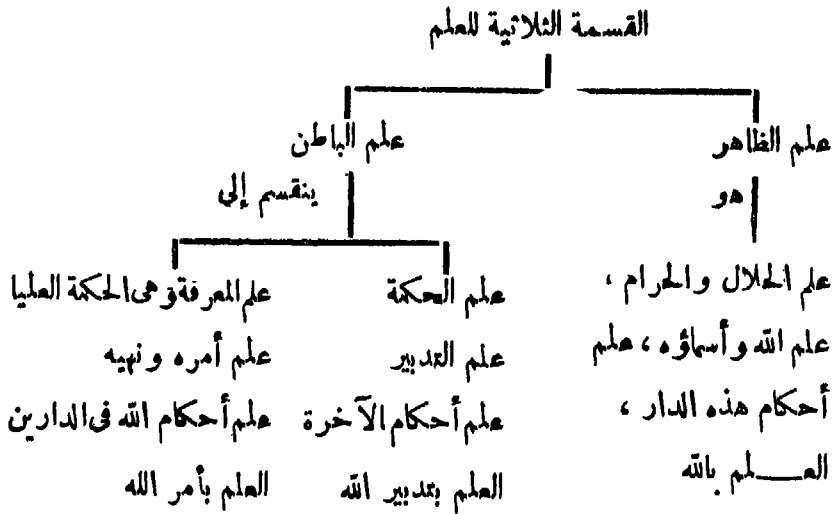 القسمة الثلاثية للعلم
علم الظاهر
هو
علم الحلال والحرام ،
علم الله وأسماؤه ، علم
أحكام هذه الدار ،
العـــلم بالله
علم الباطن
ينقسم إلى
علم الحكمة
علم التدبير
علم أحكام الآخرة
العلم بتدبير الله
علم المعرفة وهى الحكمة العليا
علم أمره ونهيه
علم أحكام الله فى الدارين
العلم بأمر الله